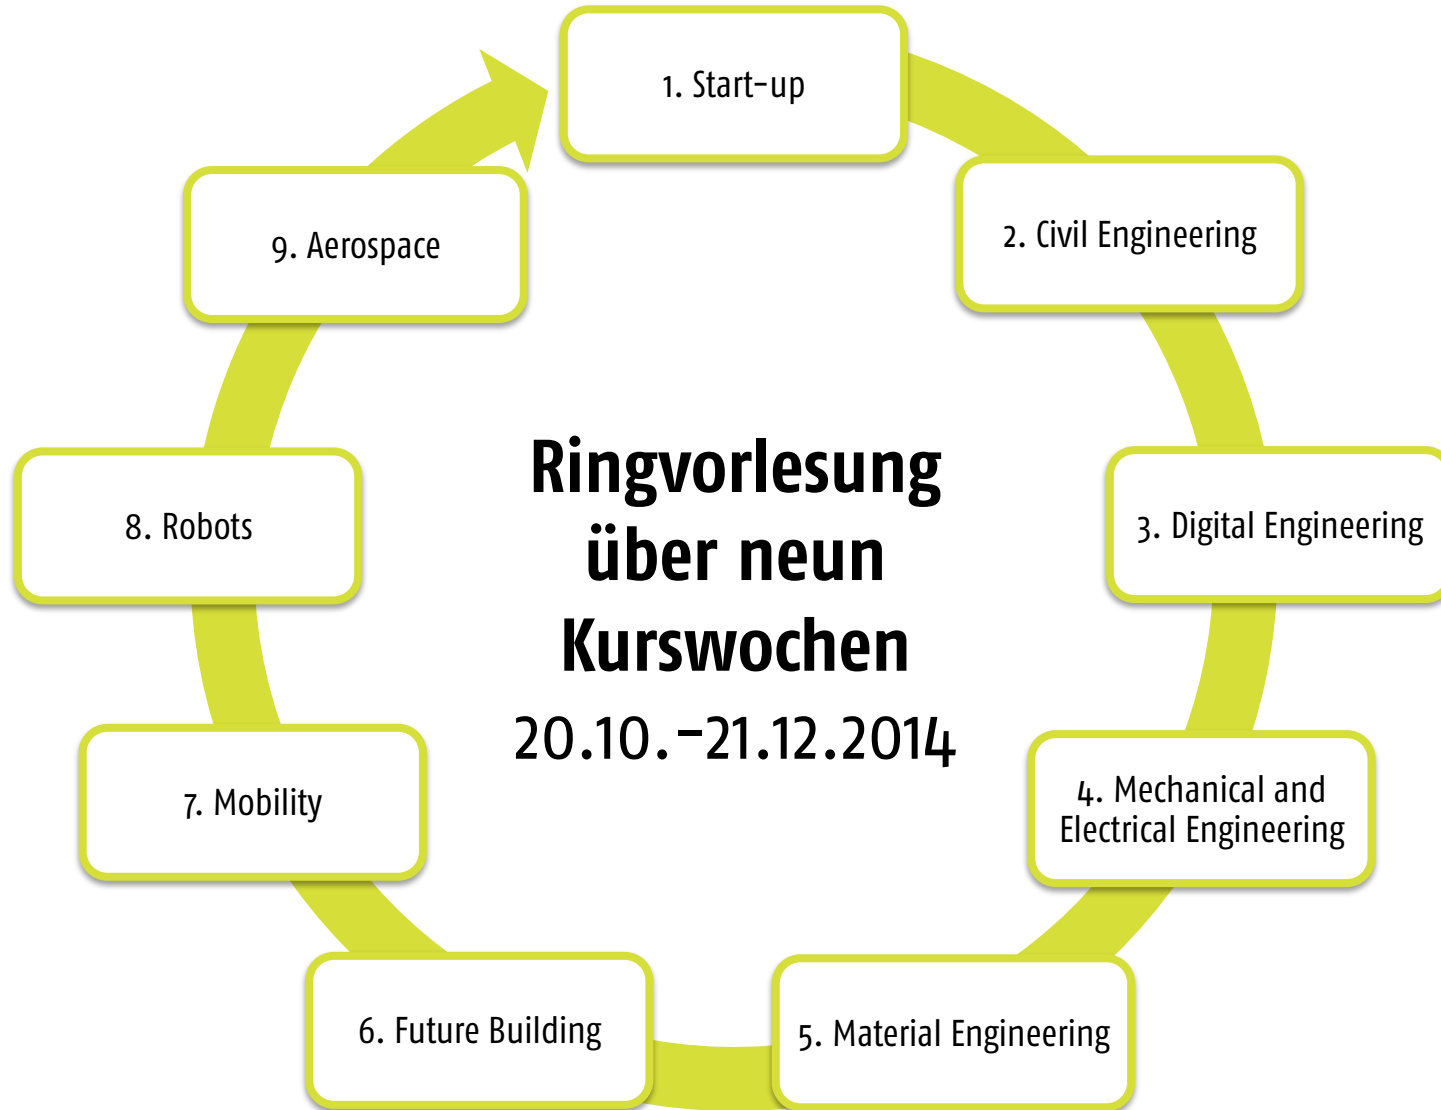 1. Start-up
2. Civil Engineering
3. Digital Engineering
4. Mechanical and
Electrical Engineering
5. Material Engineering
6. Future Building
7. Mobility
8. Robots
9. Aerospace
Ringvorlesung
über neun
Kurswochen
20.10.-21.12.2014